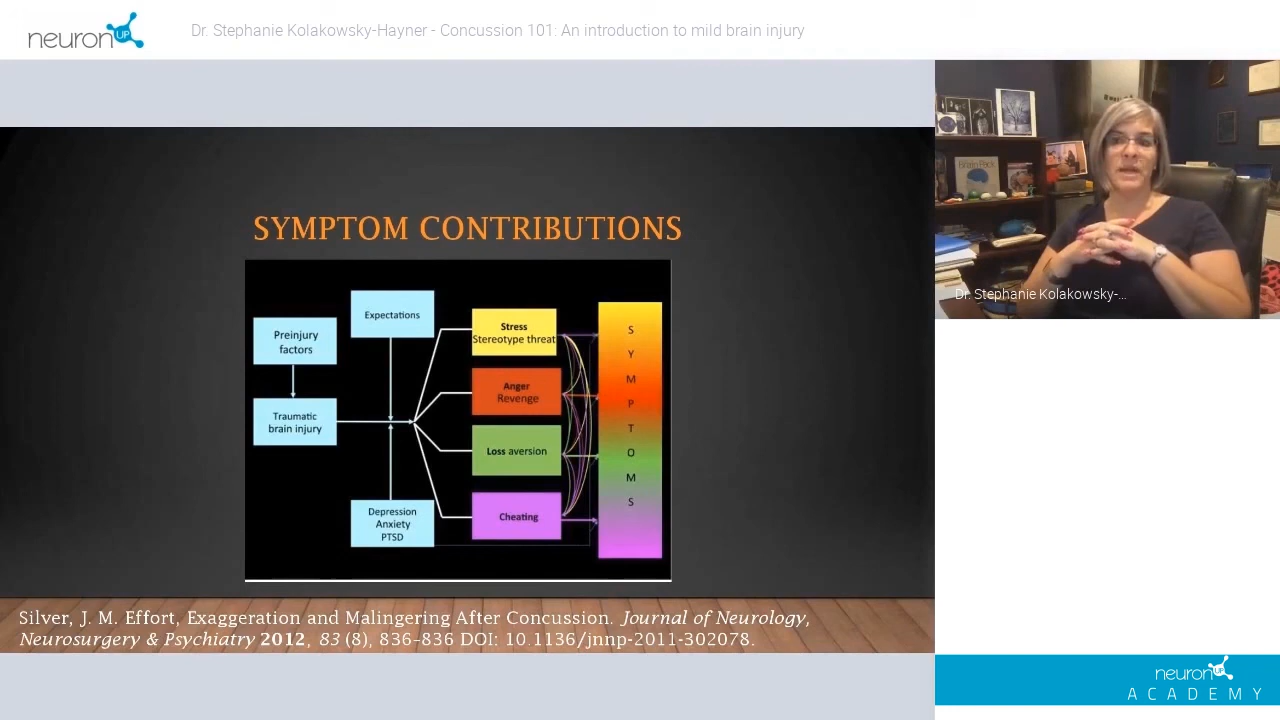 neuronUP
Dr. Stephanie Kolakowsky-Hayner - Concussion 101: An introduction to mild brain injury
SYMPTOM CONTRIBUTIONS
Preinjury
factors
Traumatic
brain injury
Expectations
Depression
Anxiety
PTSD
Stress
Stereotype threat
Anger
Revenge
Loss aversion
Cheating
S
Y
M
P
T
O
M
S
Silver, J. M. Effort, Exaggeration and Malingering After Concussion. Journal of Neurology,
Neurosurgery & Psychiatry 2012, 83 (8), 836–836 DOI: 10.1136/jnnp-2011-302078.
Dr. Stephanie Kolakowsky-...
neuronUP
ACADEMY